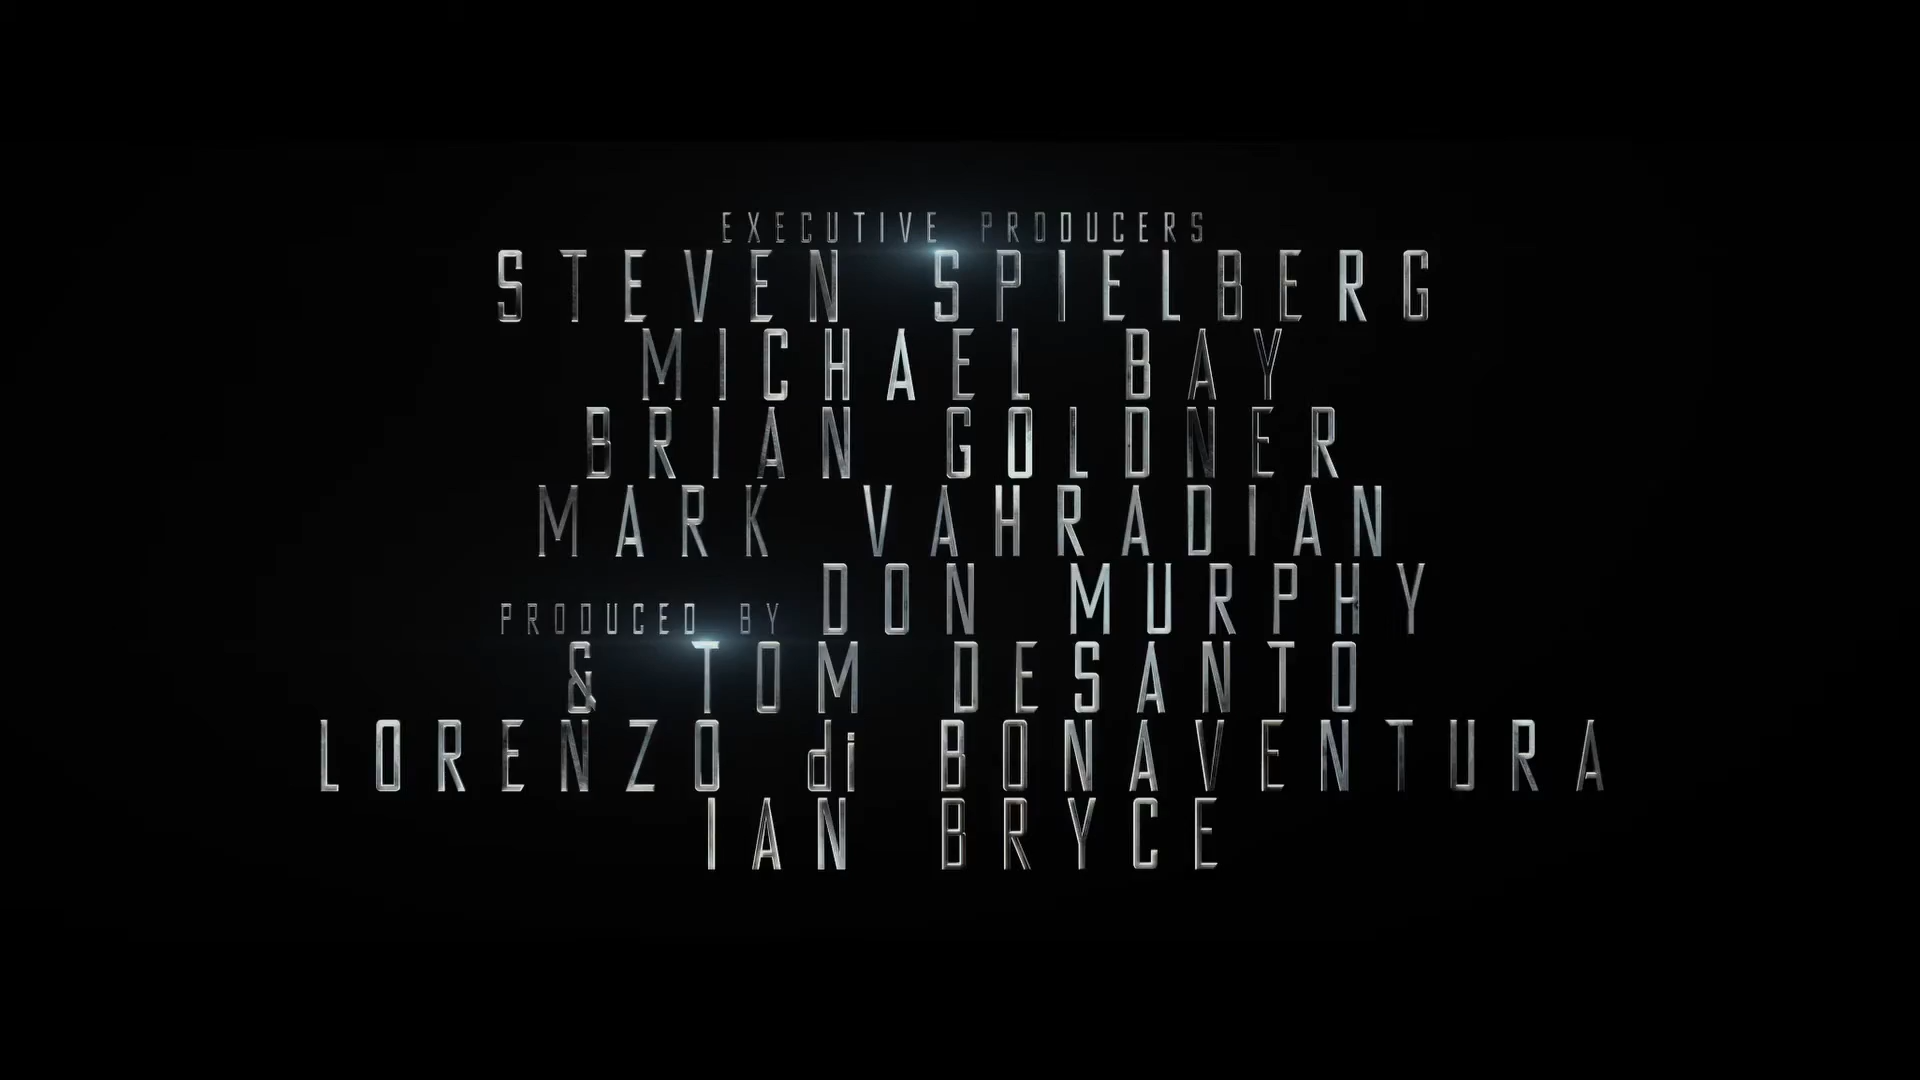 EXECUTIVE PRODUCERS
STEVEN SPIELBERG
MICHAEL BAY
BRIAN GOLDNER
MARK VAHRADIAN
PRODUCED BY DON MURPHY
& TOM DESANTO
LORENZO di BONAVENTURA
IAN BRYCE